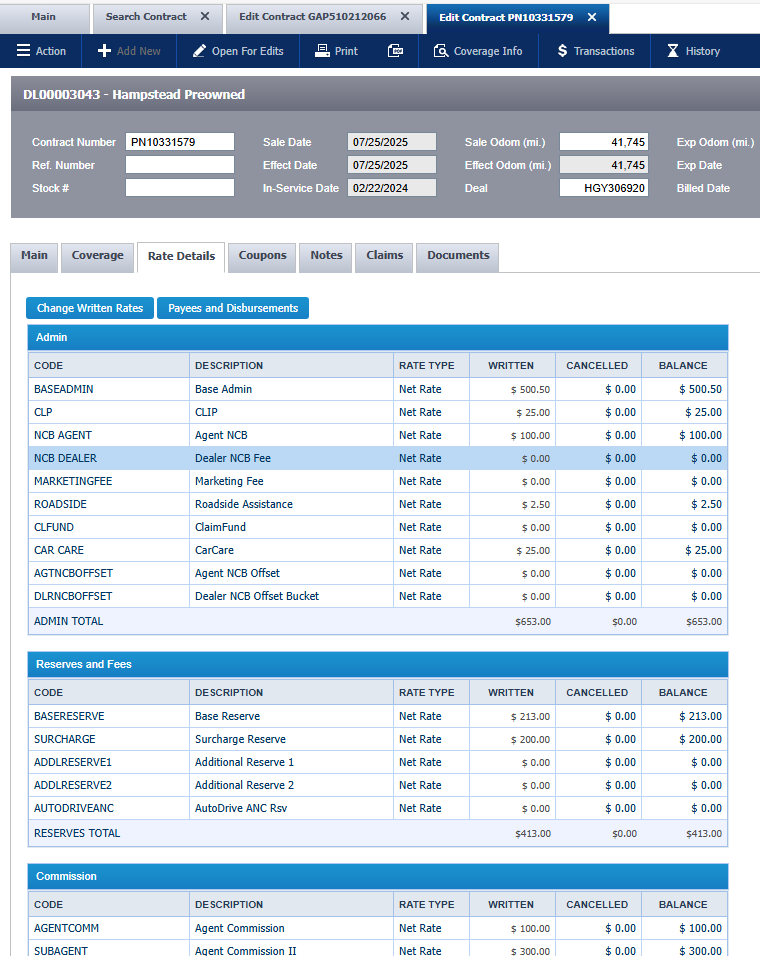 Main Search Contract ✕ Edit Contract GAP510212066 ✕ Edit Contract PN10331579 ✕
Action Add New Open For Edits Print Coverage Info $ Transactions History
DL00003043 - Hampstead Preowned
Contract Number PN10331579 Sale Date 07/25/2025 Sale Odom (mi.) 41,745 Exp Odom (mi.)
Ref. Number Effect Date 07/25/2025 Effect Odom (mi.) 41,745 Exp Date
Stock # In-Service Date 02/22/2024 Deal HGY306920 Billed Date
Main Coverage Rate Details Coupons Notes Claims Documents
Change Written Rates Payees and Disbursements
Admin
CODE DESCRIPTION RATE TYPE WRITTEN CANCELLED BALANCE
BASEADMIN Base Admin Net Rate $ 500.50 $ 0.00 $ 500.50
CLP CLIP Net Rate $ 25.00 $ 0.00 $ 25.00
NCB AGENT Agent NCB Net Rate $ 100.00 $ 0.00 $ 100.00
NCB DEALER Dealer NCB Fee Net Rate $ 0.00 $ 0.00 $ 0.00
MARKETINGFEE Marketing Fee Net Rate $ 0.00 $ 0.00 $ 0.00
ROADSIDE Roadside Assistance Net Rate $ 2.50 $ 0.00 $ 2.50
CLFUND ClaimFund Net Rate $ 0.00 $ 0.00 $ 0.00
CAR CARE CarCare Net Rate $ 25.00 $ 0.00 $ 25.00
AGTNCBOFFSET Agent NCB Offset Net Rate $ 0.00 $ 0.00 $ 0.00
DLRNCBOFFSET Dealer NCB Offset Bucket Net Rate $ 0.00 $ 0.00 $ 0.00
ADMIN TOTAL $653.00 $0.00 $653.00
Reserves and Fees
CODE DESCRIPTION RATE TYPE WRITTEN CANCELLED BALANCE
BASERESERVE Base Reserve Net Rate $ 213.00 $ 0.00 $ 213.00
SURCHARGE Surcharge Reserve Net Rate $ 200.00 $ 0.00 $ 200.00
ADDLRESERVE1 Additional Reserve 1 Net Rate $ 0.00 $ 0.00 $ 0.00
ADDLRESERVE2 Additional Reserve 2 Net Rate $ 0.00 $ 0.00 $ 0.00
AUTODRIVEANC AutoDrive ANC Rsv Net Rate $ 0.00 $ 0.00 $ 0.00
RESERVES TOTAL $413.00 $0.00 $413.00
Commission
CODE DESCRIPTION RATE TYPE WRITTEN CANCELLED BALANCE
AGENTCOMM Agent Commission Net Rate $ 100.00 $ 0.00 $ 100.00
SUBAGENT Agent Commission II Net Rate $ 300.00 $ 0.00 $ 300.00